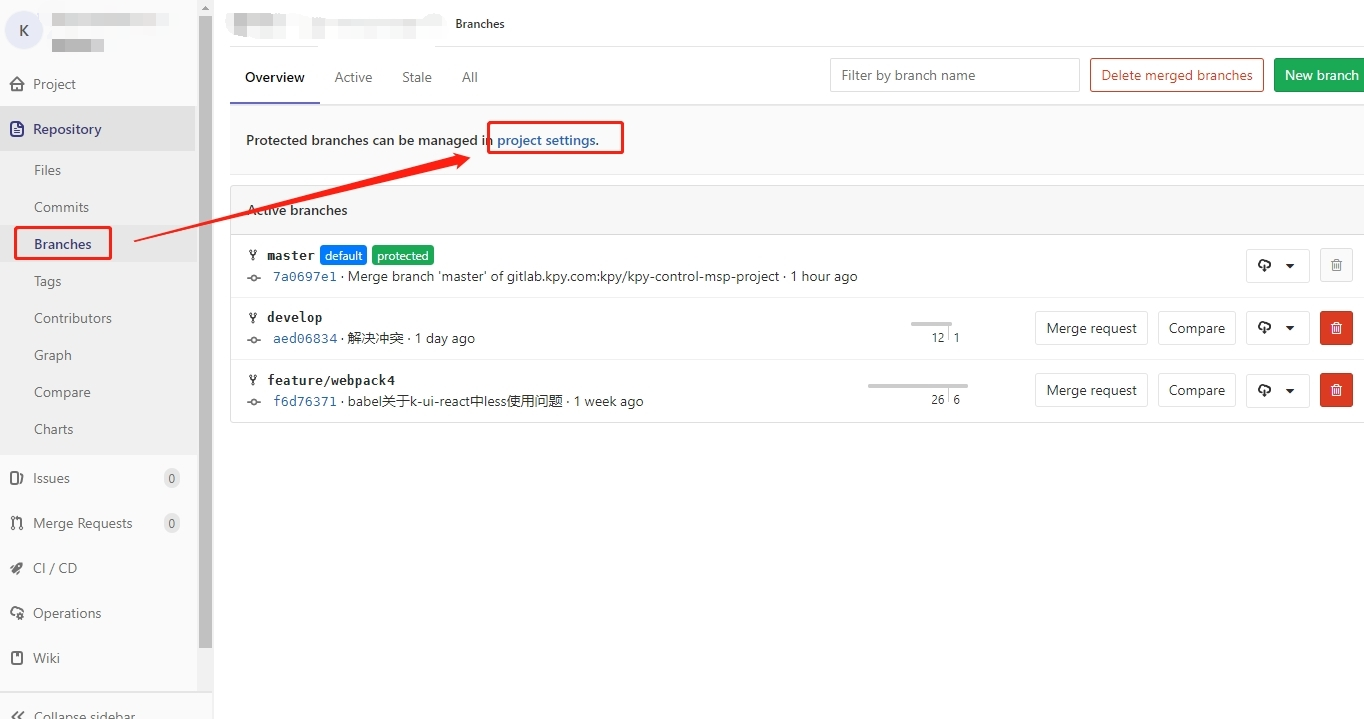 K
Project
Repository
Files
Commits
Branches
Tags
Contributors
Graph
Compare
Charts
Issues 0
Merge Requests 0
CI / CD
Operations
Wiki
Collapse sidebar
Branches
Overview Active Stale All
Filter by branch name
Delete merged branches
New branch
Protected branches can be managed in project settings.
Active branches
master default protected
7a0697e1 · Merge branch 'master' of gitlab.kpy.com:kpy/kpy-control-msp-project · 1 hour ago
develop
aed06834 · 解决冲突 · 1 day ago
12 1
Merge request Compare
feature/webpack4
f6d76371 · babel关于k-ui-react中less使用问题 · 1 week ago
26 6
Merge request Compare